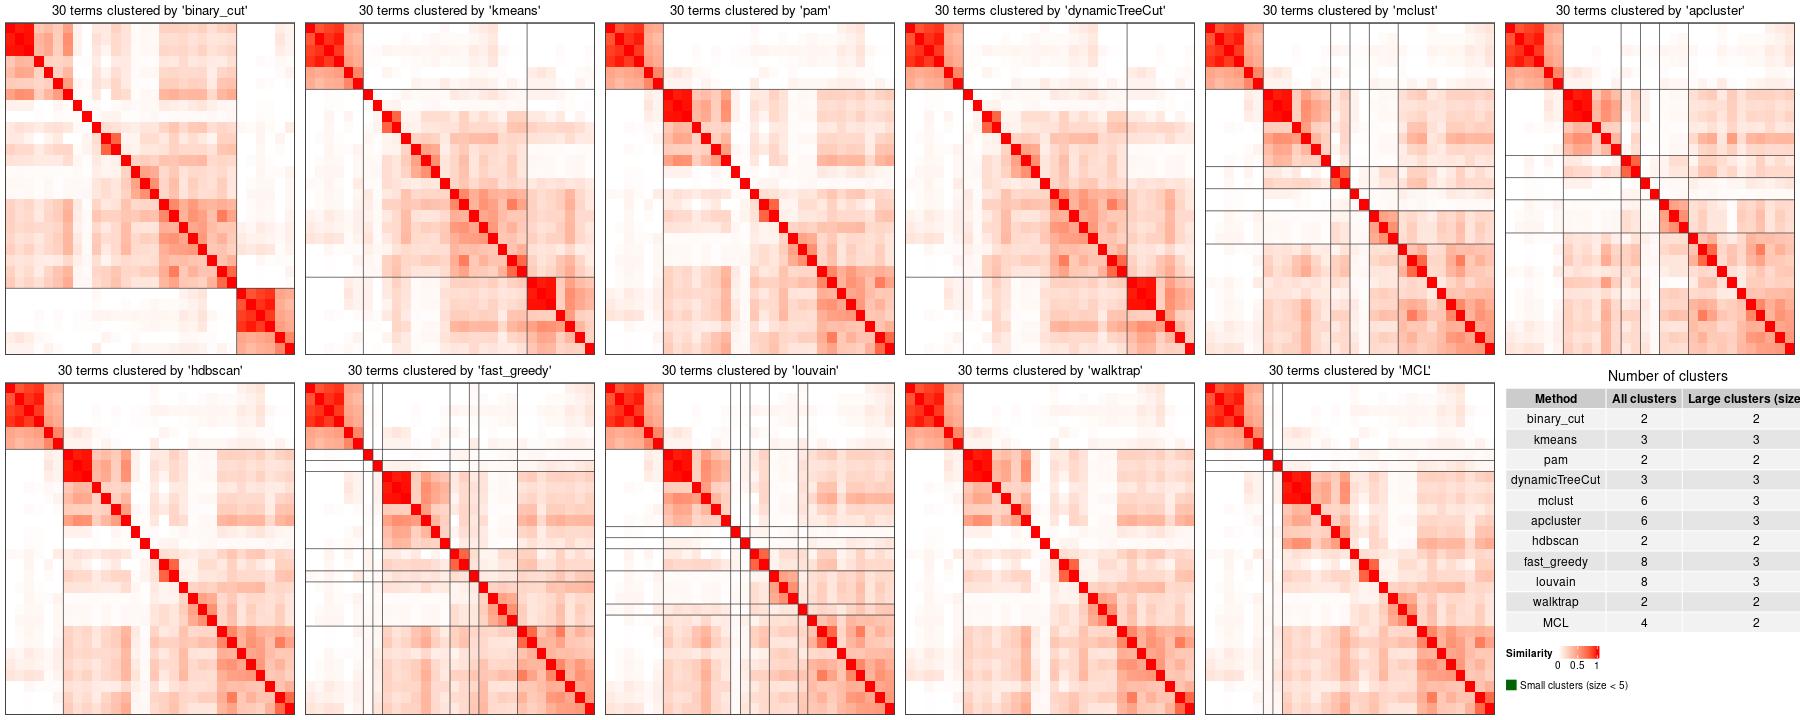 30 terms clustered by 'binary_cut'
30 terms clustered by 'kmeans'
30 terms clustered by 'pam'
30 terms clustered by 'dynamicTreeCut'
30 terms clustered by 'mclust'
30 terms clustered by 'apcluster'
30 terms clustered by 'hdbscan'
30 terms clustered by 'fast_greedy'
30 terms clustered by 'louvain'
30 terms clustered by 'walktrap'
30 terms clustered by 'MCL'
Number of clusters
Method All clusters Large clusters (size
binary_cut 2 2
kmeans 3 3
pam 2 2
dynamicTreeCut 3 3
mclust 6 3
apcluster 6 3
hdbscan 2 2
fast_greedy 8 3
louvain 8 3
walktrap 2 2
MCL 4 2
Similarity
0 0.5 1
Small clusters (size < 5)